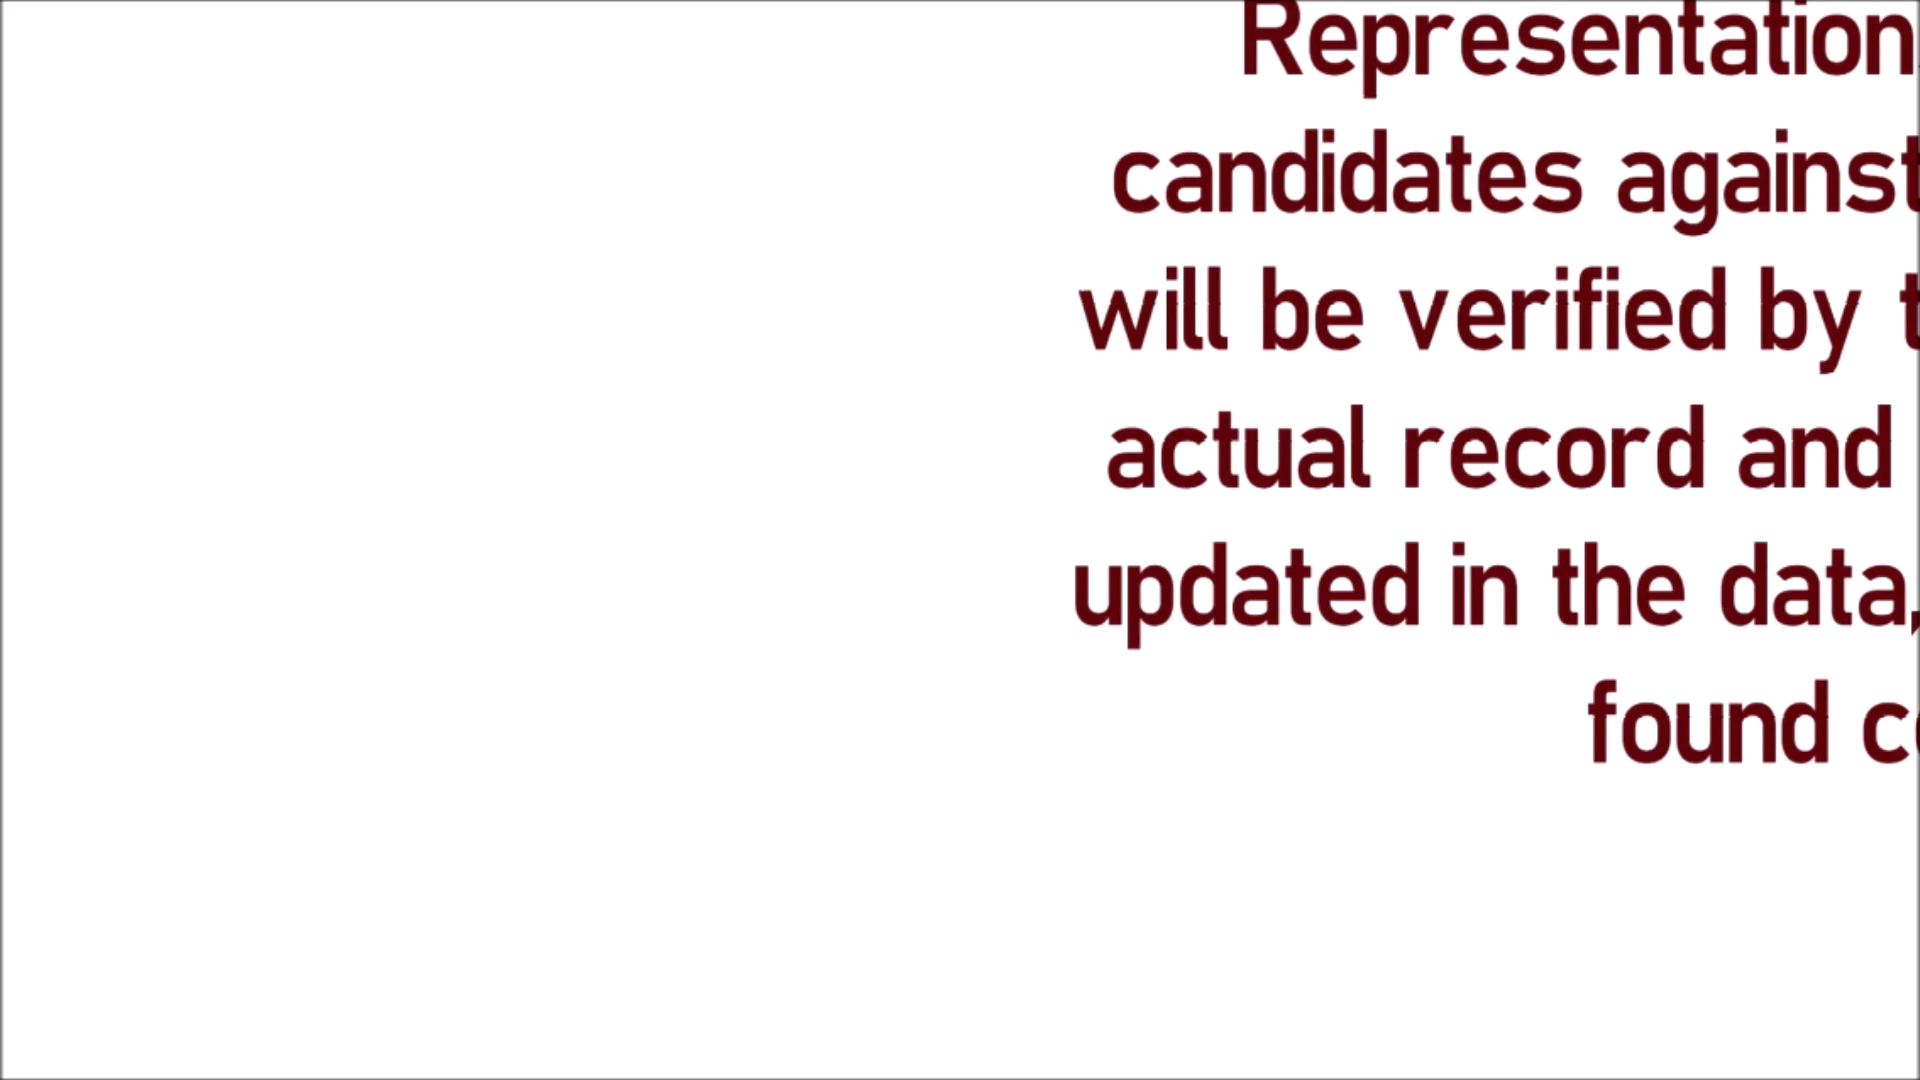 Representation
candidates against
will be verified by
actual record and
updated in the data,
found